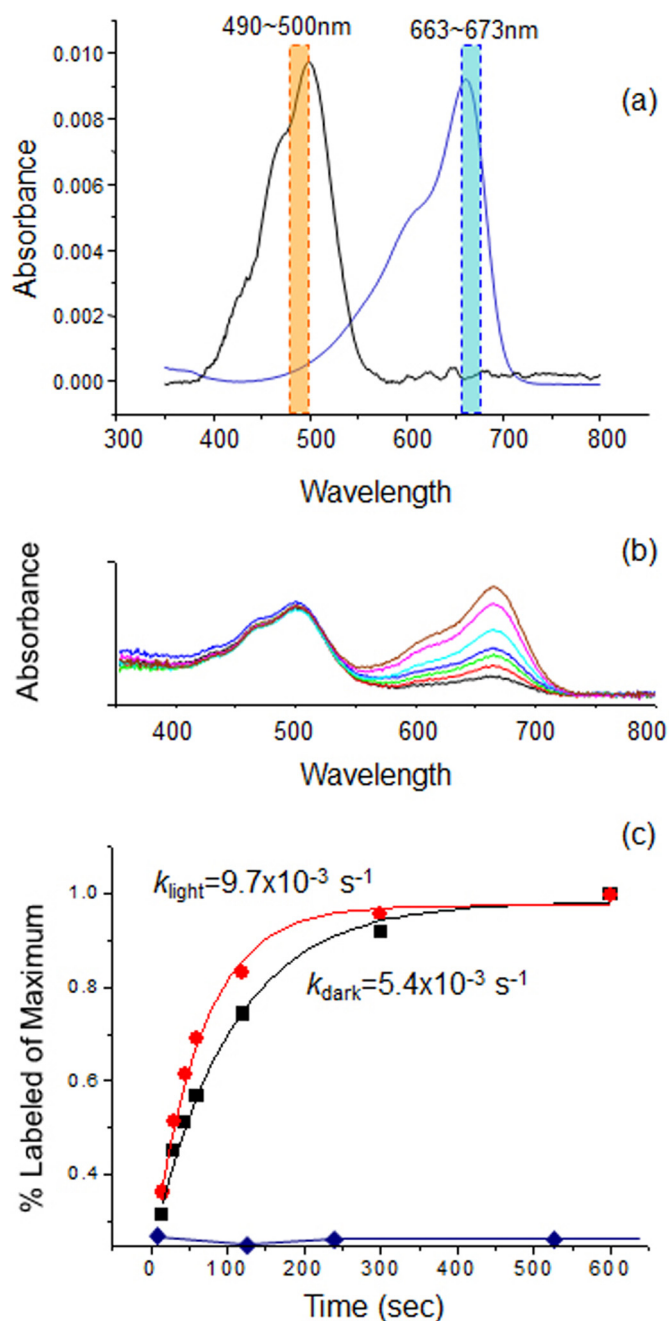 490~500nm 663~673nm
(a)
0.010
0.008
0.006
0.004
0.002
0.000
Absorbance
300 400 500 600 700 800
Wavelength
(b)
Absorbance
400 500 600 700 800
Wavelength
(c)
1.0
0.8
0.6
0.4
% Labeled of Maximum
k_light=9.7x10⁻³ s⁻¹
k_dark=5.4x10⁻³ s⁻¹
0 100 200 300 400 500 600
Time (sec)